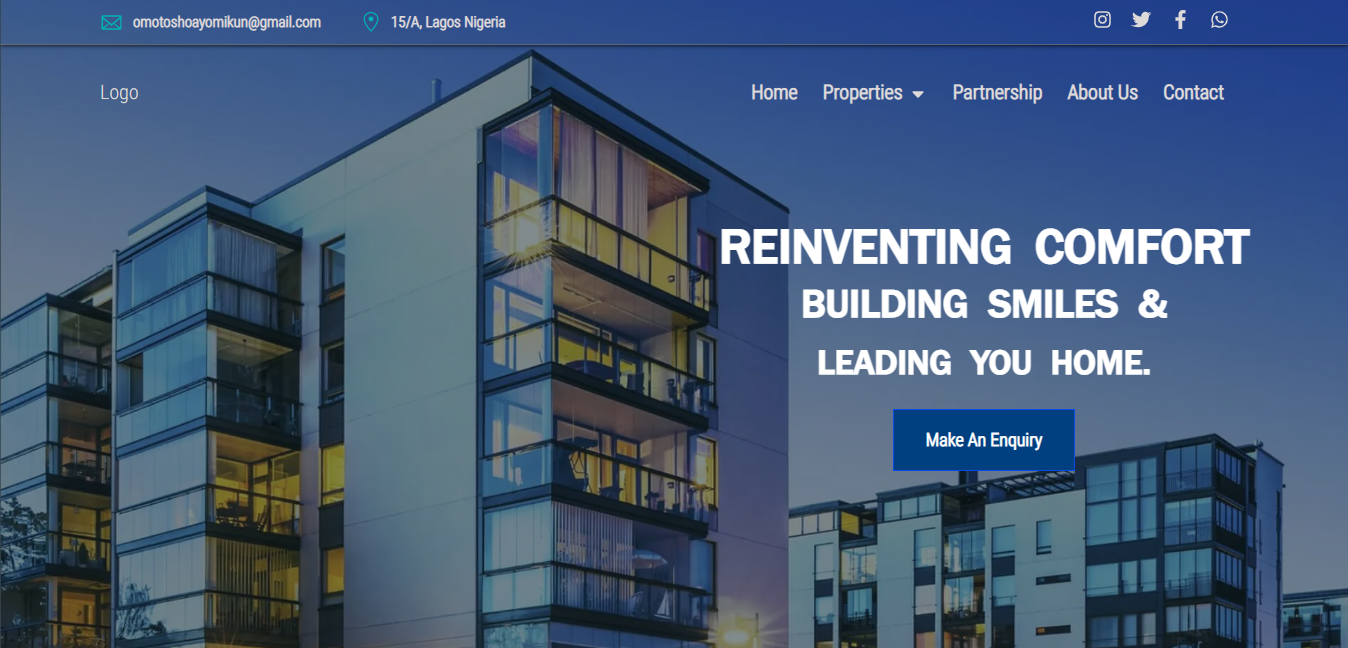 omotoshoayomikun@gmail.com 15/A, Lagos Nigeria
Logo Home Properties Partnership About Us Contact
REINVENTING COMFORT
BUILDING SMILES &
LEADING YOU HOME.
Make An Enquiry